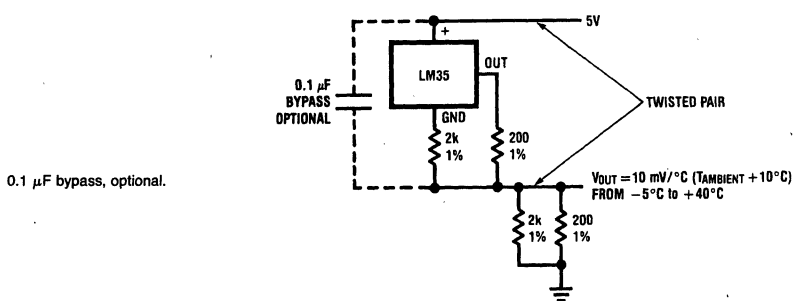 5V
+
OUT
LM35
0.1 µF
BYPASS
OPTIONAL
TWISTED PAIR
GND
2k
1%
200
1%
0.1 µF bypass, optional.
VOUT = 10 mV/°C (TAMBIENT + 10°C)
FROM −5°C to +40°C
2k
1%
200
1%